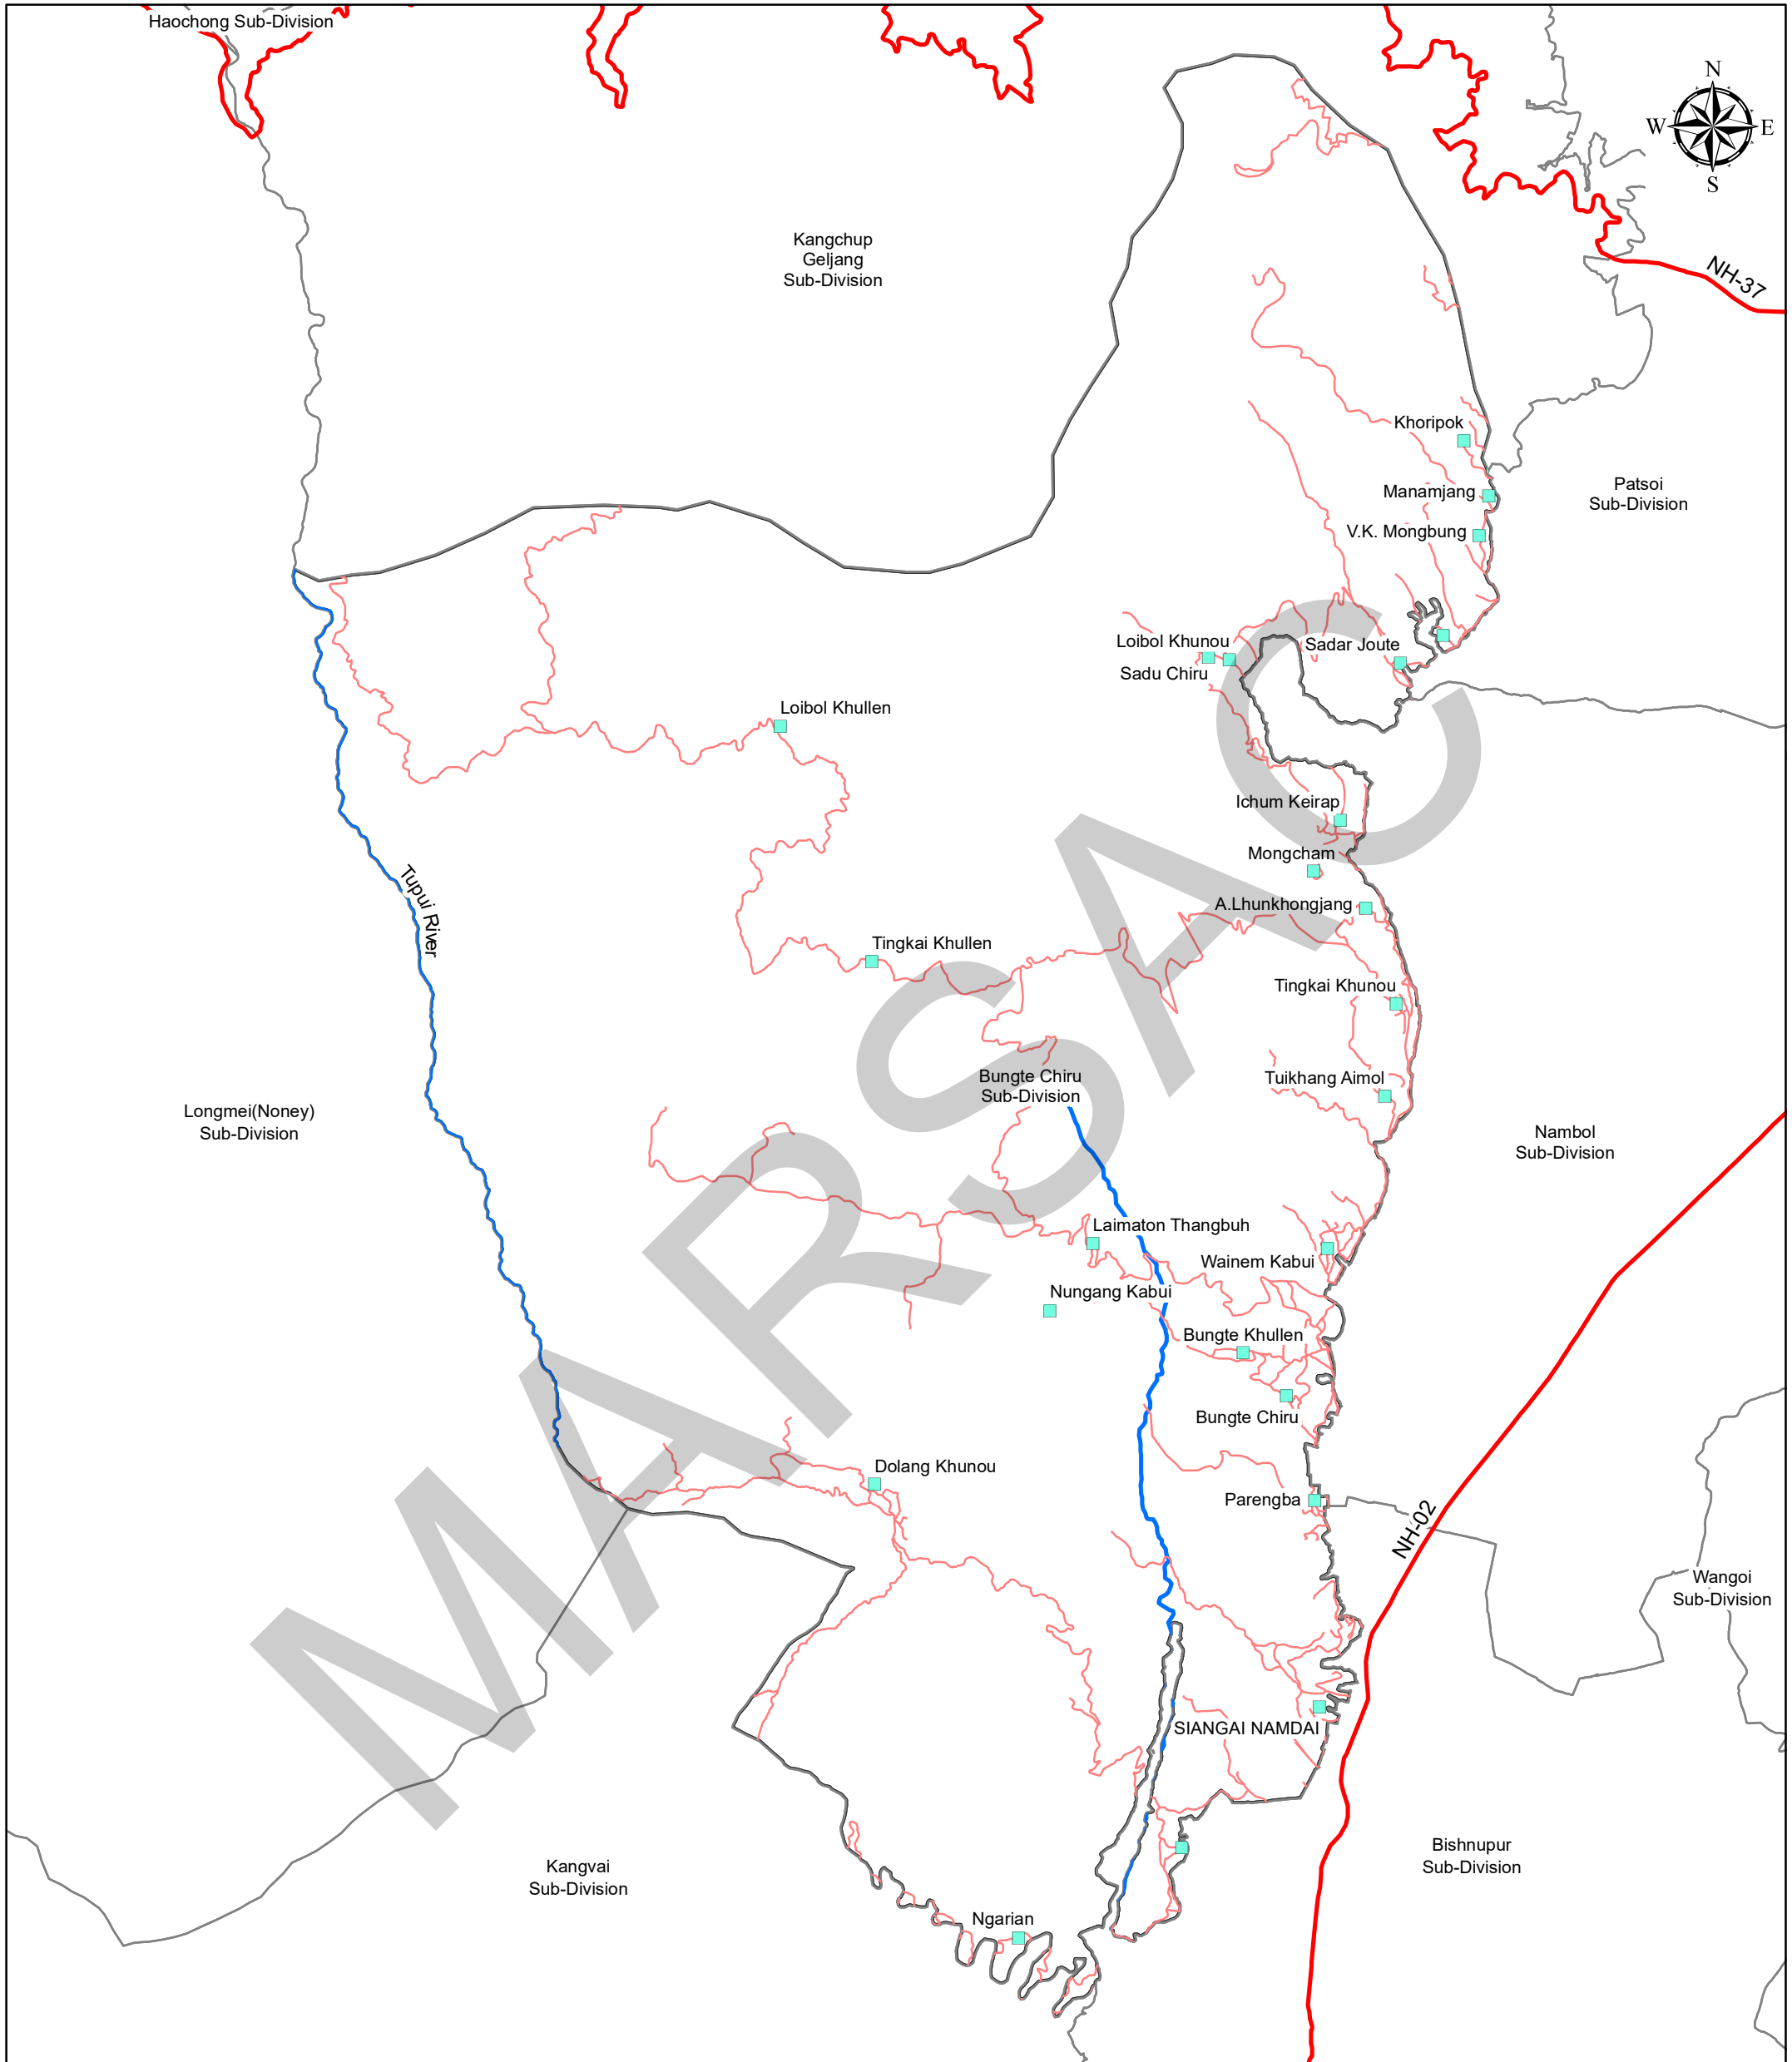 Haochong Sub-Division
N
W
E
S
Kangchup
Geljang
Sub-Division
NH-37
Khoripok
Manamjang
Patsoi
Sub-Division
V.K. Mongbung
Loibol Khunou
Sadar Joute
Sadu Chiru
Loibol Khullen
Ichum Keirap
Mongcham
Tupui River
A.Lhunkhongjang
Tingkai Khullen
Tingkai Khunou
Bungte Chiru
Sub-Division
Tuikhang Aimol
Longmei(Noney)
Sub-Division
Nambol
Sub-Division
Laimaton Thangbuh
Wainem Kabui
Nungang Kabui
Bungte Khullen
Bungte Chiru
Dolang Khunou
Parengba
NH-02
Wangoi
Sub-Division
SIANGAI NAMDAI
Bishnupur
Sub-Division
Kangvai
Sub-Division
Ngarian
MARSAC